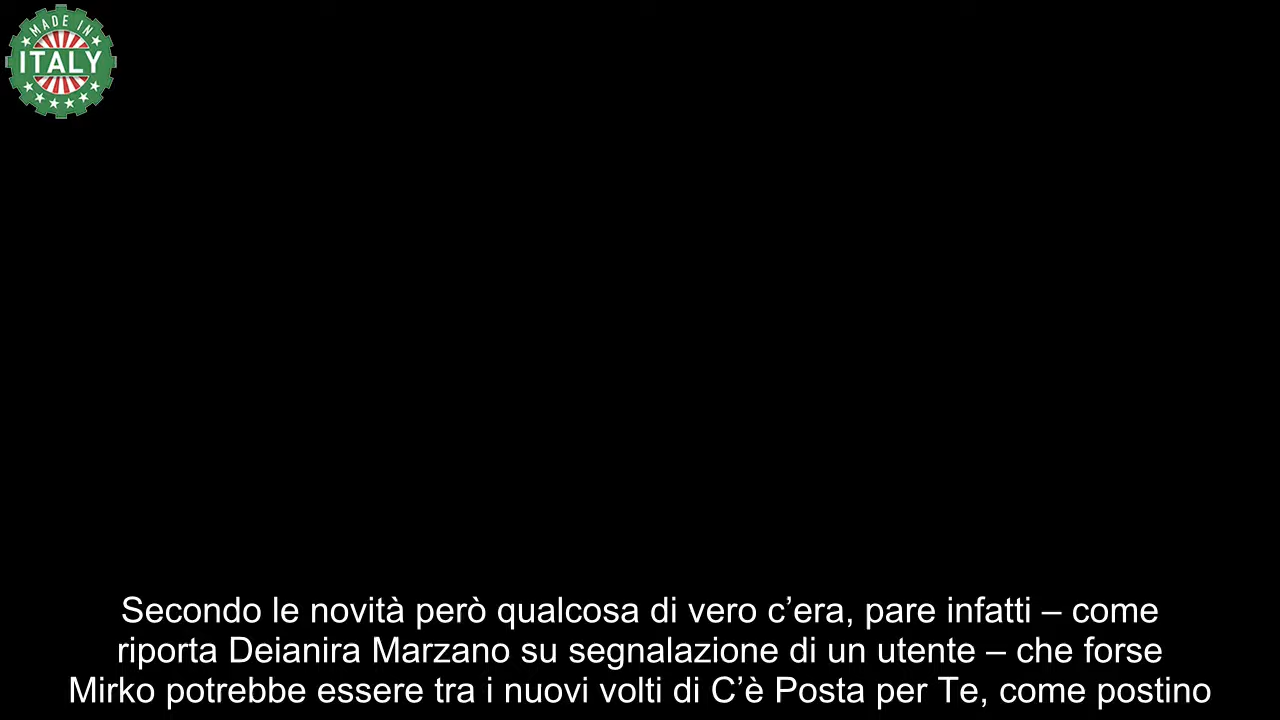 MADE IN
ITALY
Secondo le novità però qualcosa di vero c’era, pare infatti – come
riporta Deianira Marzano su segnalazione di un utente – che forse
Mirko potrebbe essere tra i nuovi volti di C’è Posta per Te, come postino